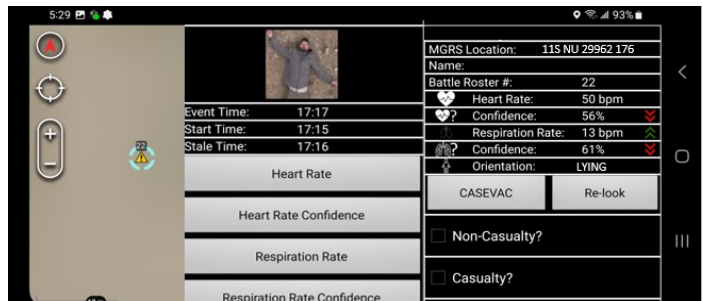 5:29 93%
MGRS Location: 11S NU 29962 176
Name:
Battle Roster #: 22
Heart Rate: 50 bpm
? Confidence: 56%
Respiration Rate: 13 bpm
? Confidence: 61%
Orientation: LYING
CASEVAC Re-look
Non-Casualty?
Casualty?
Event Time: 17:17
Start Time: 17:15
Stale Time: 17:16
Heart Rate
Heart Rate Confidence
Respiration Rate
Respiration Rate Confidence
22
A
+
−